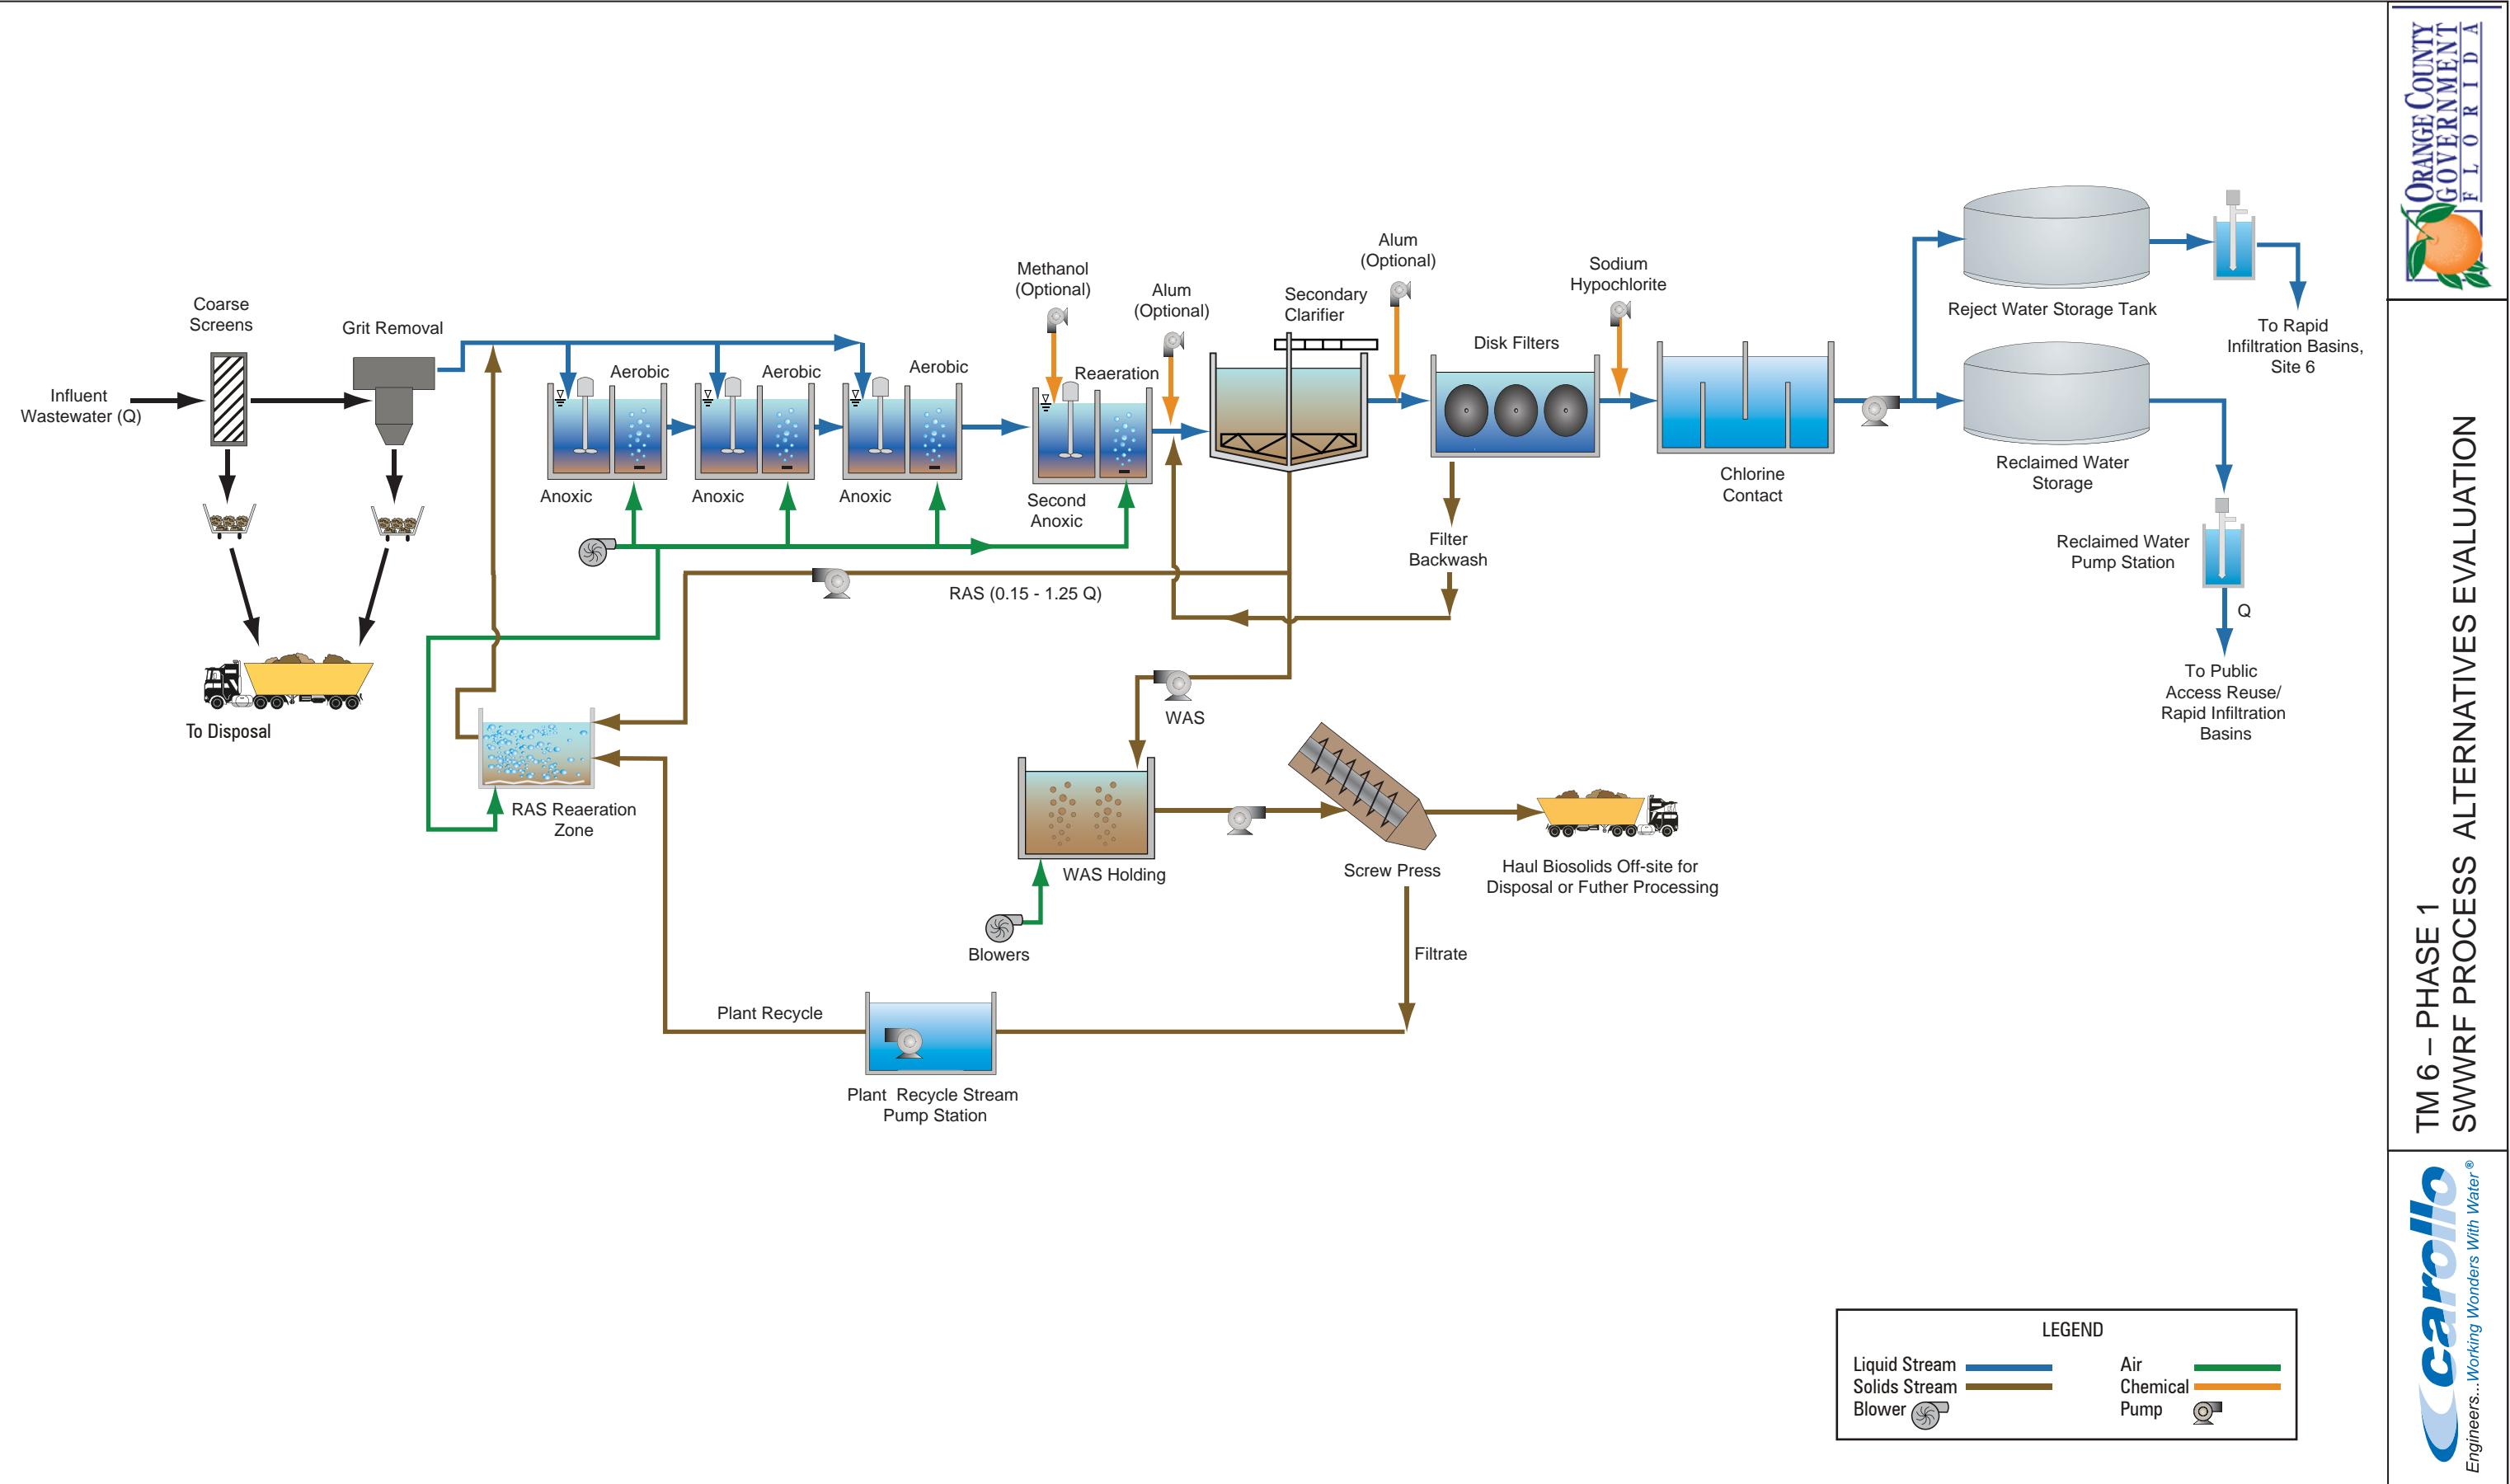 Coarse
Screens
Grit Removal
Influent
Wastewater (Q)
To Disposal
Aerobic
Aerobic
Aerobic
Anoxic
Anoxic
Anoxic
Methanol
(Optional)
Reaeration
Second
Anoxic
Alum
(Optional)
Secondary
Clarifier
Alum
(Optional)
Disk Filters
Sodium
Hypochlorite
Chlorine
Contact
Filter
Backwash
Reject Water Storage Tank
To Rapid
Infiltration Basins,
Site 6
Reclaimed Water
Storage
Reclaimed Water
Pump Station
Q
To Public
Access Reuse/
Rapid Infiltration
Basins
RAS (0.15 - 1.25 Q)
WAS
RAS Reaeration
Zone
WAS Holding
Blowers
Screw Press
Haul Biosolids Off-site for
Disposal or Futher Processing
Filtrate
Plant Recycle
Plant Recycle Stream
Pump Station
LEGEND
Liquid Stream
Solids Stream
Blower
Air
Chemical
Pump
ORANGE COUNTY
GOVERNMENT
FLORIDA
TM 6 – PHASE 1
SWWRF PROCESS ALTERNATIVES EVALUATION
carollo
Engineers...Working Wonders With Water®